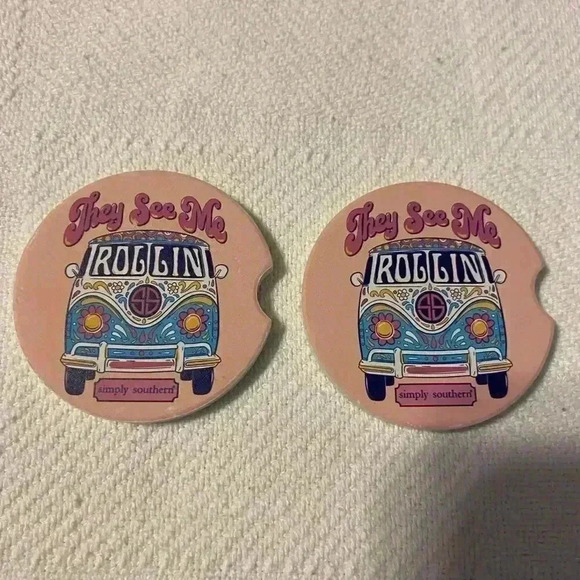 They See Me
ROLLIN
simply southern®
They See Me
ROLLIN
simply southern®